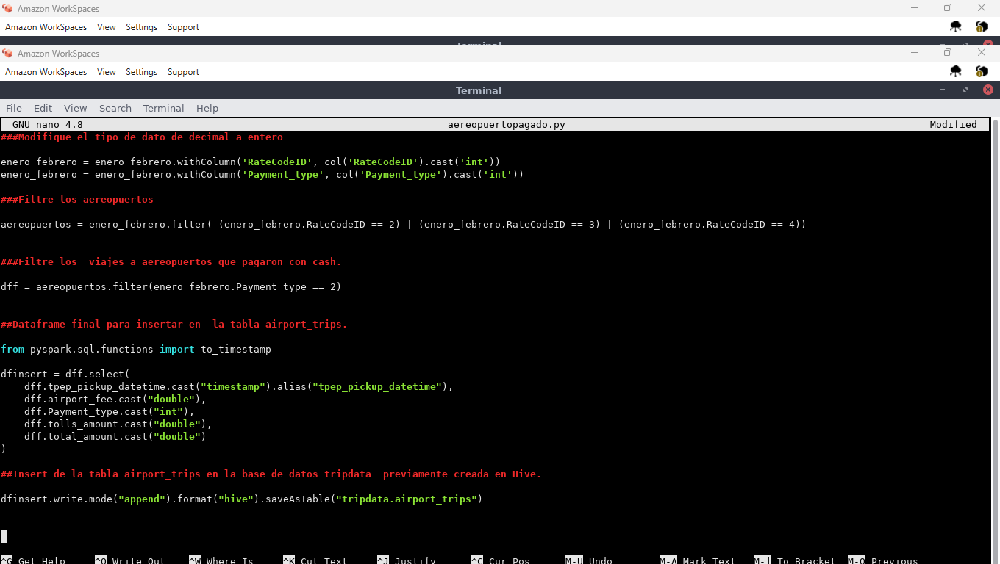 Amazon WorkSpaces
Amazon WorkSpaces View Settings Support
Terminal
Amazon WorkSpaces
Amazon WorkSpaces View Settings Support
Terminal
File Edit View Search Terminal Help
GNU nano 4.8 aereopuertopagado.py Modified
###Modifique el tipo de dato de decimal a entero
enero_febrero = enero_febrero.withColumn('RateCodeID', col('RateCodeID').cast('int'))
enero_febrero = enero_febrero.withColumn('Payment_type', col('Payment_type').cast('int'))
###Filtre los aereopuertos
aereopuertos = enero_febrero.filter( (enero_febrero.RateCodeID == 2) | (enero_febrero.RateCodeID == 3) | (enero_febrero.RateCodeID == 4))
###Filtre los  viajes a aereopuertos que pagaron con cash.
dff = aereopuertos.filter(enero_febrero.Payment_type == 2)
##Dataframe final para insertar en  la tabla airport_trips.
from pyspark.sql.functions import to_timestamp
dfinsert = dff.select(
    dff.tpep_pickup_datetime.cast("timestamp").alias("tpep_pickup_datetime"),
    dff.airport_fee.cast("double"),
    dff.Payment_type.cast("int"),
    dff.tolls_amount.cast("double"),
    dff.total_amount.cast("double")
)
##Insert de la tabla airport_trips en la base de datos tripdata  previamente creada en Hive.
dfinsert.write.mode("append").format("hive").saveAsTable("tripdata.airport_trips")
^G Get Help ^O Write Out ^W Where Is ^K Cut Text ^J Justify ^C Cur Pos M-U Undo M-A Mark Text M-] To Bracket M-Q Previous